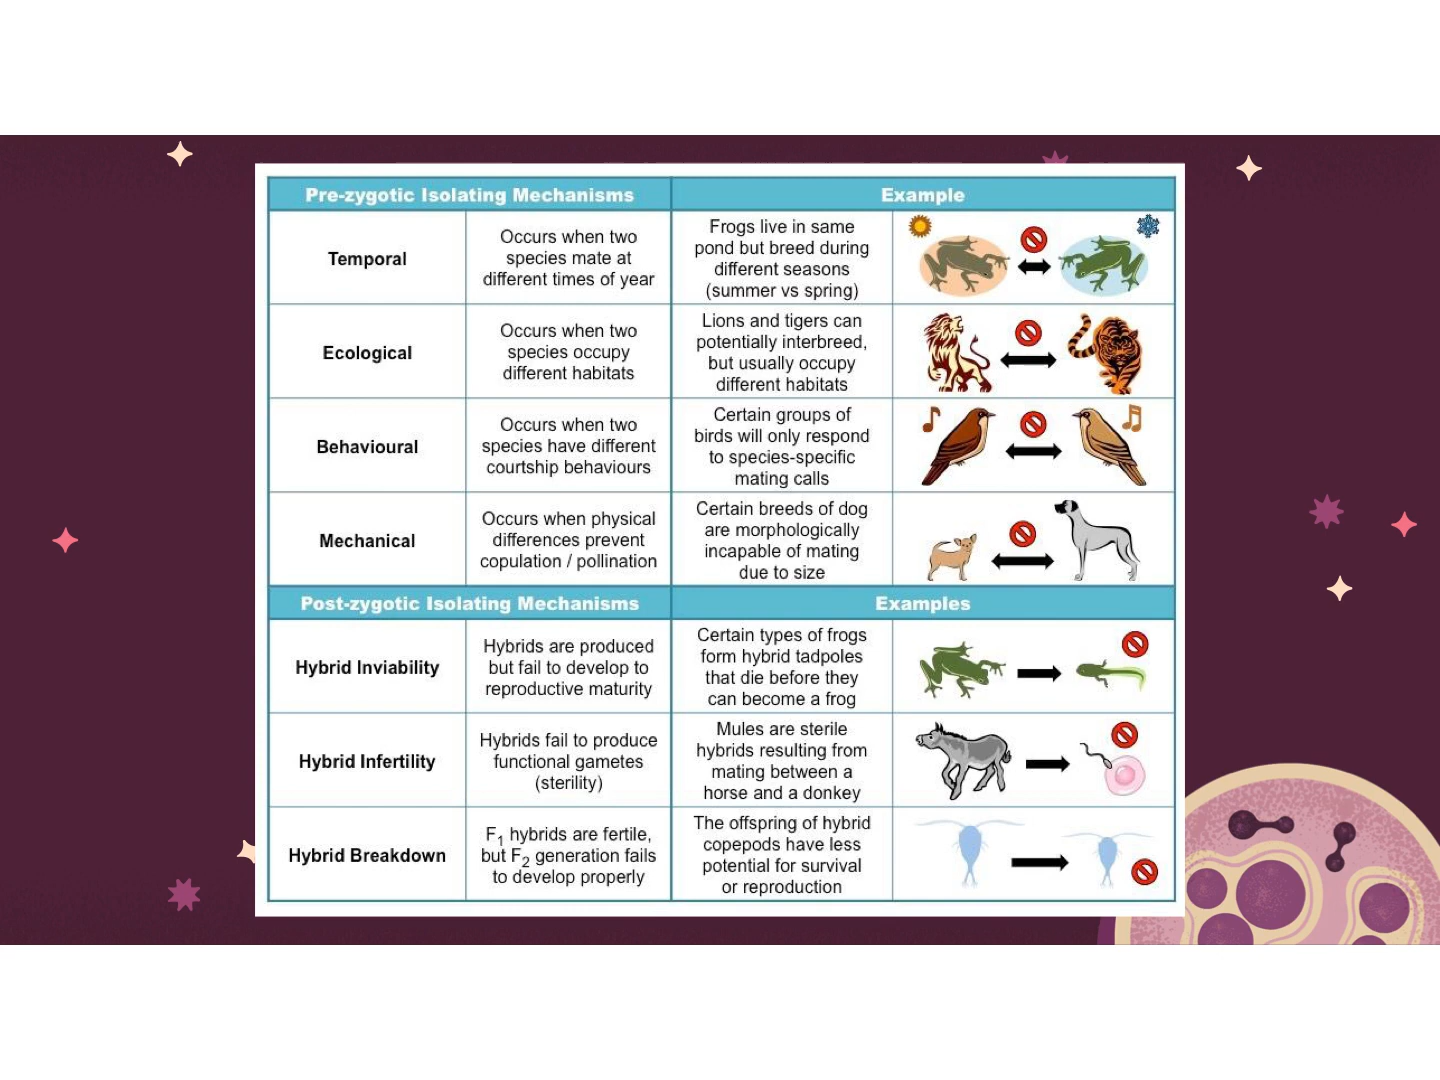 Pre-zygotic Isolating Mechanisms
Example
Temporal
Occurs when two
species mate at
different times of year
Frogs live in same
pond but breed during
different seasons
(summer vs spring)
Ecological
Occurs when two
species occupy
different habitats
Lions and tigers can
potentially interbreed,
but usually occupy
different habitats
Behavioural
Occurs when two
species have different
courtship behaviours
Certain groups of
birds will only respond
to species-specific
mating calls
Mechanical
Occurs when physical
differences prevent
copulation / pollination
Certain breeds of dog
are morphologically
incapable of mating
due to size
Post-zygotic Isolating Mechanisms
Examples
Hybrid Inviability
Hybrids are produced
but fail to develop to
reproductive maturity
Certain types of frogs
form hybrid tadpoles
that die before they
can become a frog
Hybrid Infertility
Hybrids fail to produce
functional gametes
(sterility)
Mules are sterile
hybrids resulting from
mating between a
horse and a donkey
Hybrid Breakdown
F₁ hybrids are fertile,
but F₂ generation fails
to develop properly
The offspring of hybrid
copepods have less
potential for survival
or reproduction